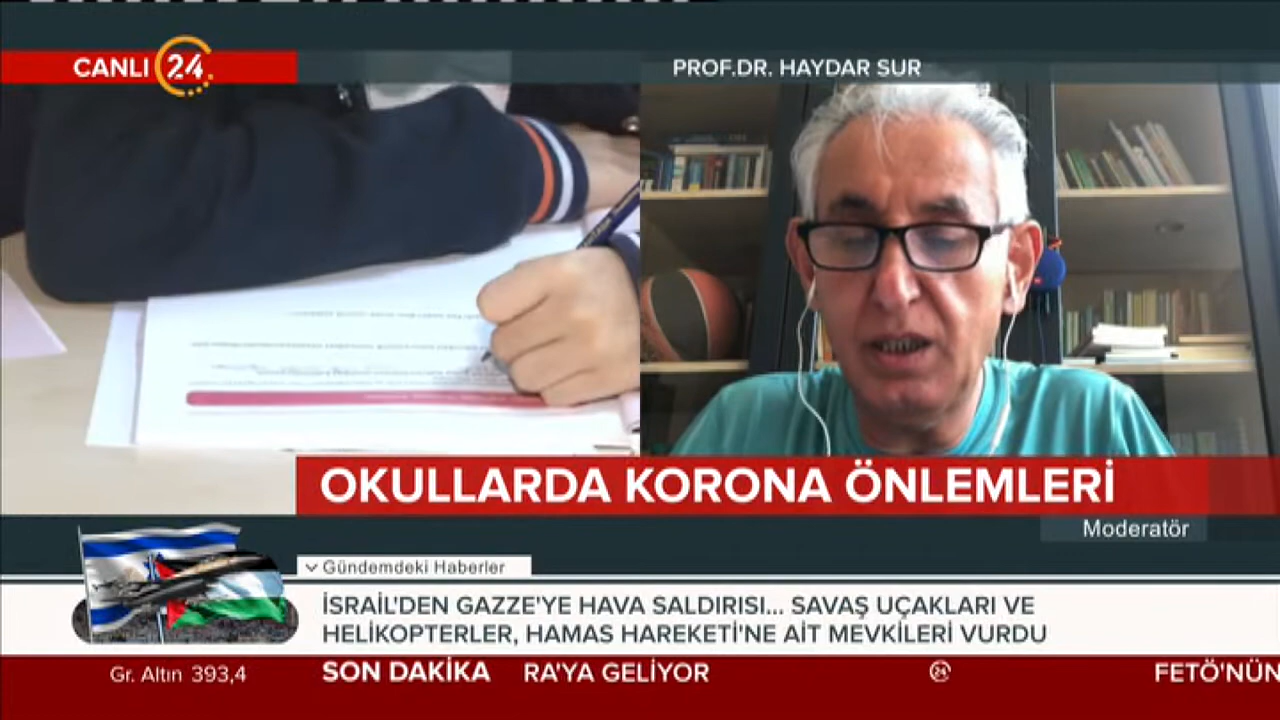 CANLI 24
PROF.DR. HAYDAR SUR
OKULLARDA KORONA ÖNLEMLERİ
Moderatör
Gündemdeki Haberler
İSRAİL'DEN GAZZE'YE HAVA SALDIRISI... SAVAŞ UÇAKLARI VE
HELİKOPTERLER, HAMAS HAREKETİ'NE AİT MEVKİLERİ VURDU
Gr. Altın 393,4 SON DAKİKA RA'YA GELİYOR 24 FETÖ'NÜN